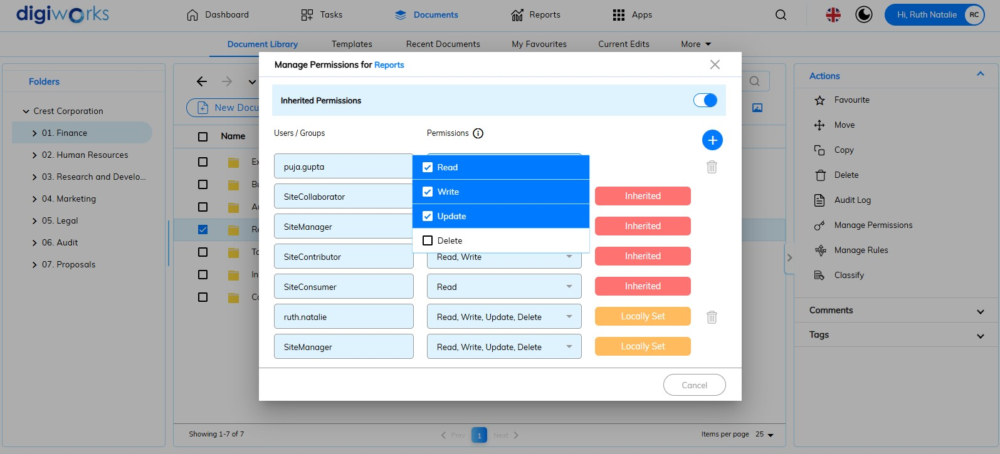 digiworks
Dashboard
Tasks
Documents
Reports
Apps
Hi, Ruth Natalie
RC
Document Library
Templates
Recent Documents
My Favourites
Current Edits
More
Folders
Crest Corporation
01. Finance
02. Human Resources
03. Research and Develo...
04. Marketing
05. Legal
06. Audit
07. Proposals
New Docu
Name
Ex
Bu
Au
Re
To
In
Co
Showing 1-7 of 7
Prev
1
Next
Items per page 25
Manage Permissions for Reports
Inherited Permissions
Users / Groups
Permissions
puja.gupta
Read
Write
Update
Delete
SiteCollaborator
Inherited
SiteManager
Inherited
SiteContributor
Read, Write
Inherited
SiteConsumer
Read
Inherited
ruth.natalie
Read, Write, Update, Delete
Locally Set
SiteManager
Read, Write, Update, Delete
Locally Set
Cancel
Actions
Favourite
Move
Copy
Delete
Audit Log
Manage Permissions
Manage Rules
Classify
Comments
Tags